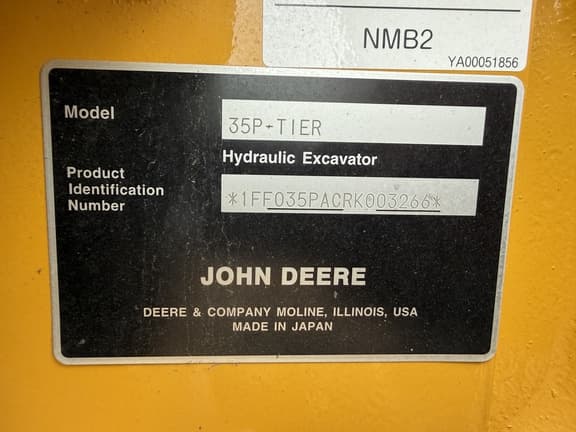 NMB2
YA00051856
Model
35P-TIER
Hydraulic Excavator
Product
Identification
Number
*1FF035PACRK003266*
JOHN DEERE
DEERE & COMPANY MOLINE, ILLINOIS, USA
MADE IN JAPAN